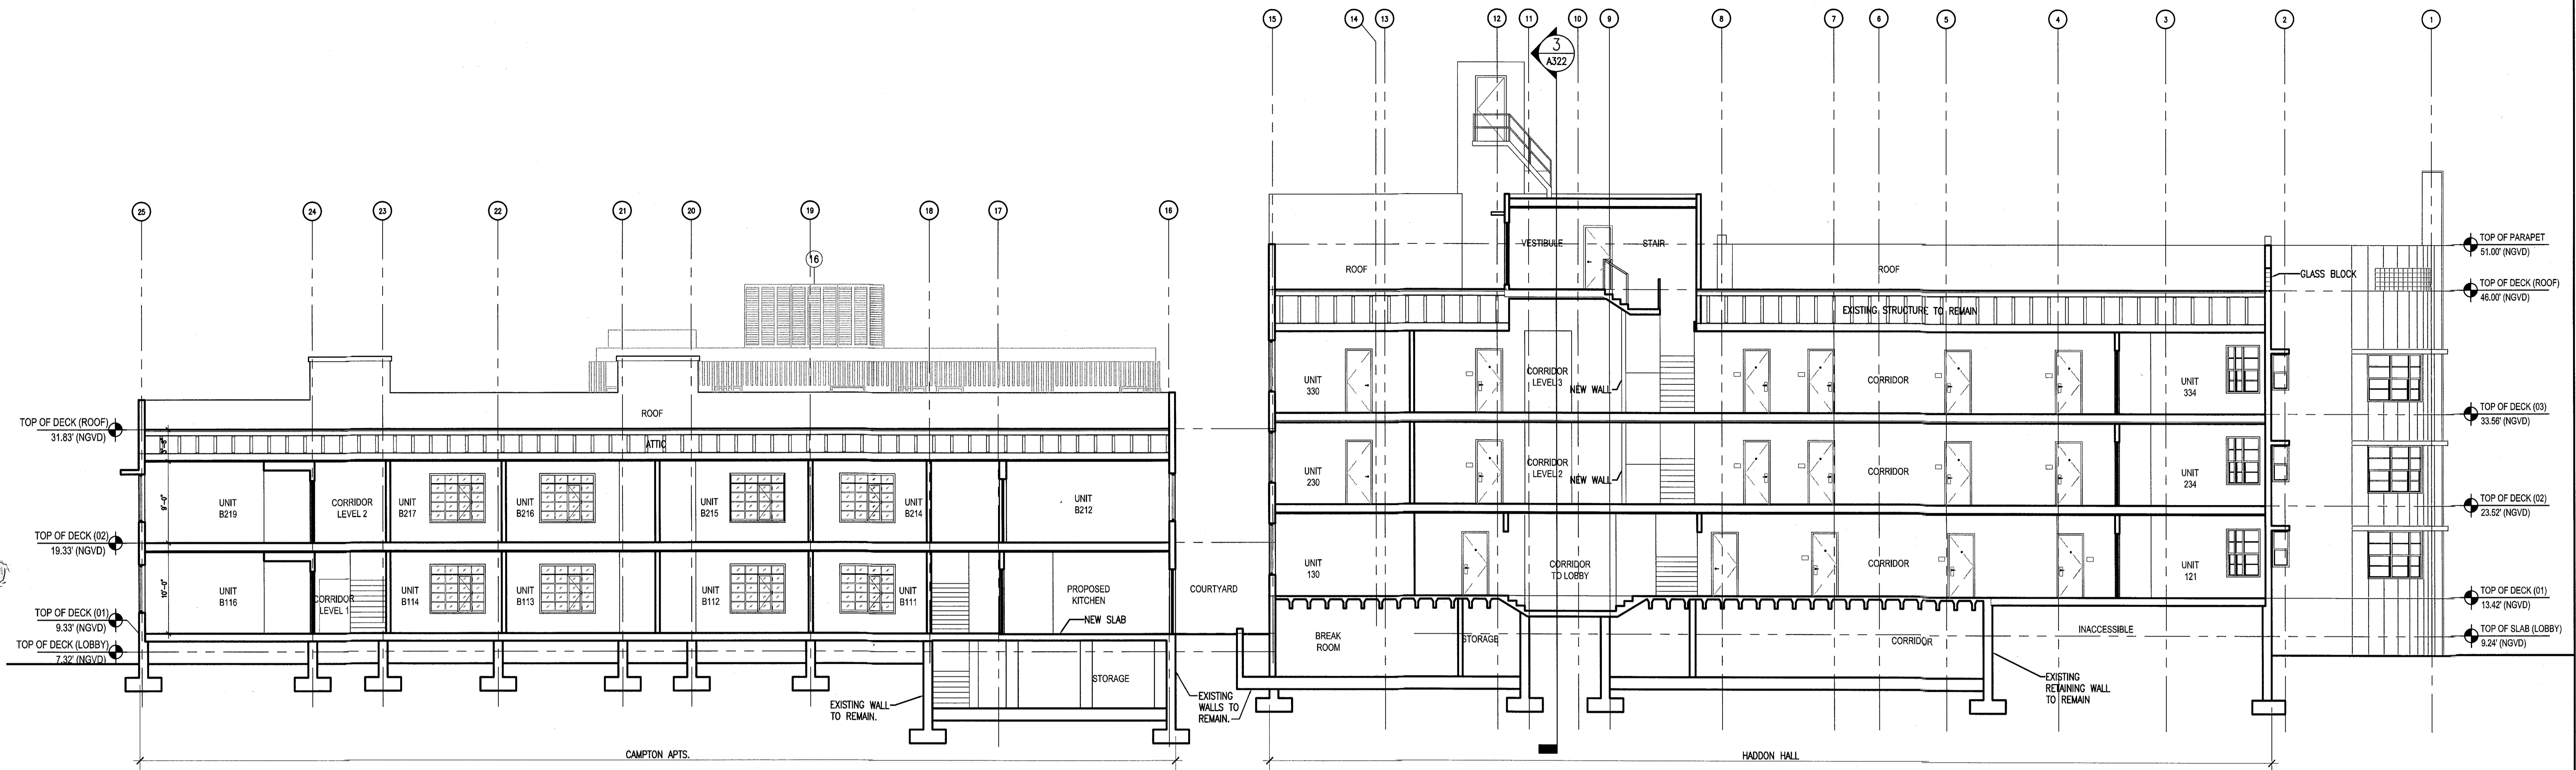 15
14
13
12
11
10
9
8
7
6
5
4
3
2
1
3
A322
25
24
23
22
21
20
19
18
17
16
16
TOP OF PARAPET
51.00' (NGVD)
VESTIBULE
STAIR
ROOF
ROOF
GLASS BLOCK
TOP OF DECK (ROOF)
46.00' (NGVD)
EXISTING STRUCTURE TO REMAIN
UNIT
330
CORRIDOR
LEVEL 3
NEW WALL
CORRIDOR
UNIT
334
TOP OF DECK (03)
33.56' (NGVD)
ROOF
TOP OF DECK (ROOF)
31.83' (NGVD)
3'-6"
ATTIC
UNIT
230
CORRIDOR
LEVEL 2
NEW WALL
CORRIDOR
UNIT
234
9'-0"
UNIT
B219
CORRIDOR
LEVEL 2
UNIT
B217
UNIT
B216
UNIT
B215
UNIT
B214
UNIT
B212
TOP OF DECK (02)
23.52' (NGVD)
TOP OF DECK (02)
19.33' (NGVD)
UNIT
130
CORRIDOR
TO LOBBY
CORRIDOR
UNIT
121
10'-0"
UNIT
B116
CORRIDOR
LEVEL 1
UNIT
B114
UNIT
B113
UNIT
B112
UNIT
B111
PROPOSED
KITCHEN
COURTYARD
NEW SLAB
TOP OF DECK (01)
13.42' (NGVD)
TOP OF DECK (01)
9.33' (NGVD)
BREAK
ROOM
STORAGE
CORRIDOR
INACCESSIBLE
TOP OF SLAB (LOBBY)
9.24' (NGVD)
TOP OF DECK (LOBBY)
7.32' (NGVD)
STORAGE
EXISTING WALL
TO REMAIN.
EXISTING
WALLS TO
REMAIN.
EXISTING
RETAINING WALL
TO REMAIN
CAMPTON APTS.
HADDON HALL